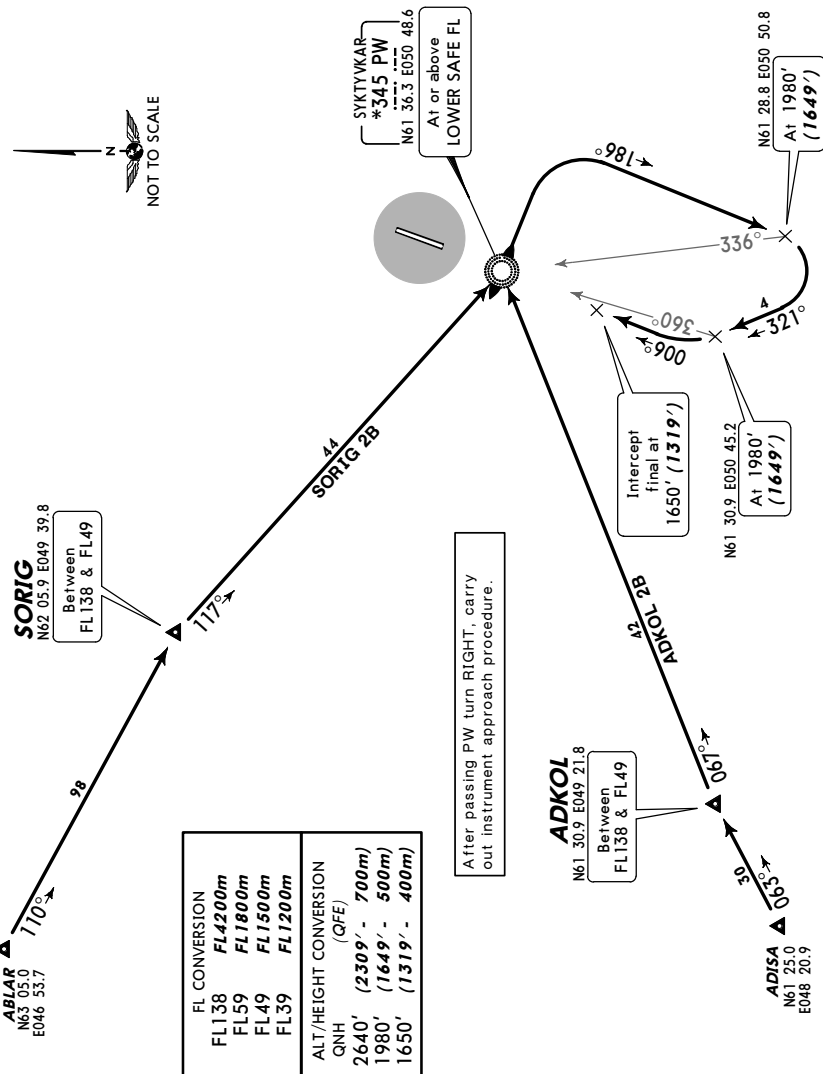 ABLAR
N63 05.0
E046 53.7
110°
98
SORIG
N62 05.9 E049 39.8
Between
FL138 & FL49
117°
44
SORIG 2B
N
NOT TO SCALE
SYKTYVKAR
*345 PW
N61 36.3 E050 48.6
At or above
LOWER SAFE FL
186°
336°
N61 28.8 E050 50.8
At 1980'
(1649')
4
321°
360°
006°
N61 30.9 E050 45.2
At 1980'
(1649')
Intercept
final at
1650' (1319')
After passing PW turn RIGHT, carry
out instrument approach procedure.
42
ADKOL 2B
067°
ADKOL
N61 30.9 E049 21.8
Between
FL138 & FL49
30
063°
ADISA
N61 25.0
E048 20.9
FL CONVERSION
FL138 FL4200m
FL59 FL1800m
FL49 FL1500m
FL39 FL1200m
ALT/HEIGHT CONVERSION
QNH (QFE)
2640' (2309' - 700m)
1980' (1649' - 500m)
1650' (1319' - 400m)